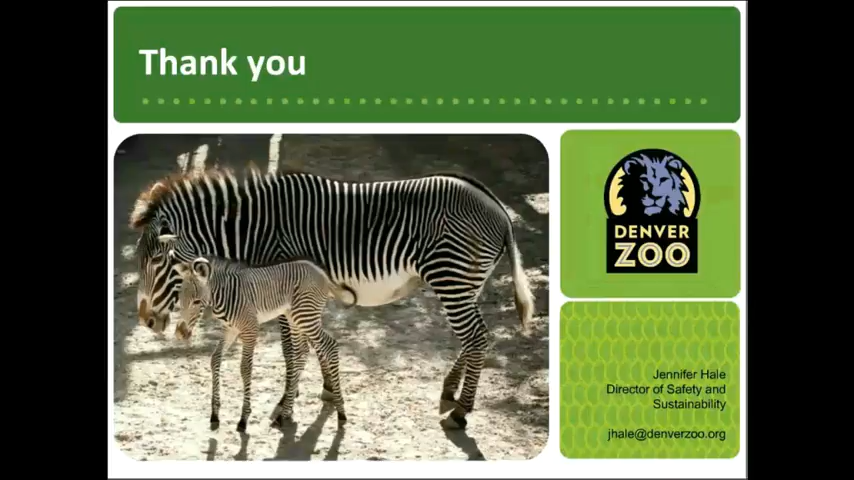 Thank you
DENVER
ZOO
Jennifer Hale
Director of Safety and
Sustainability
jhale@denverzoo.org